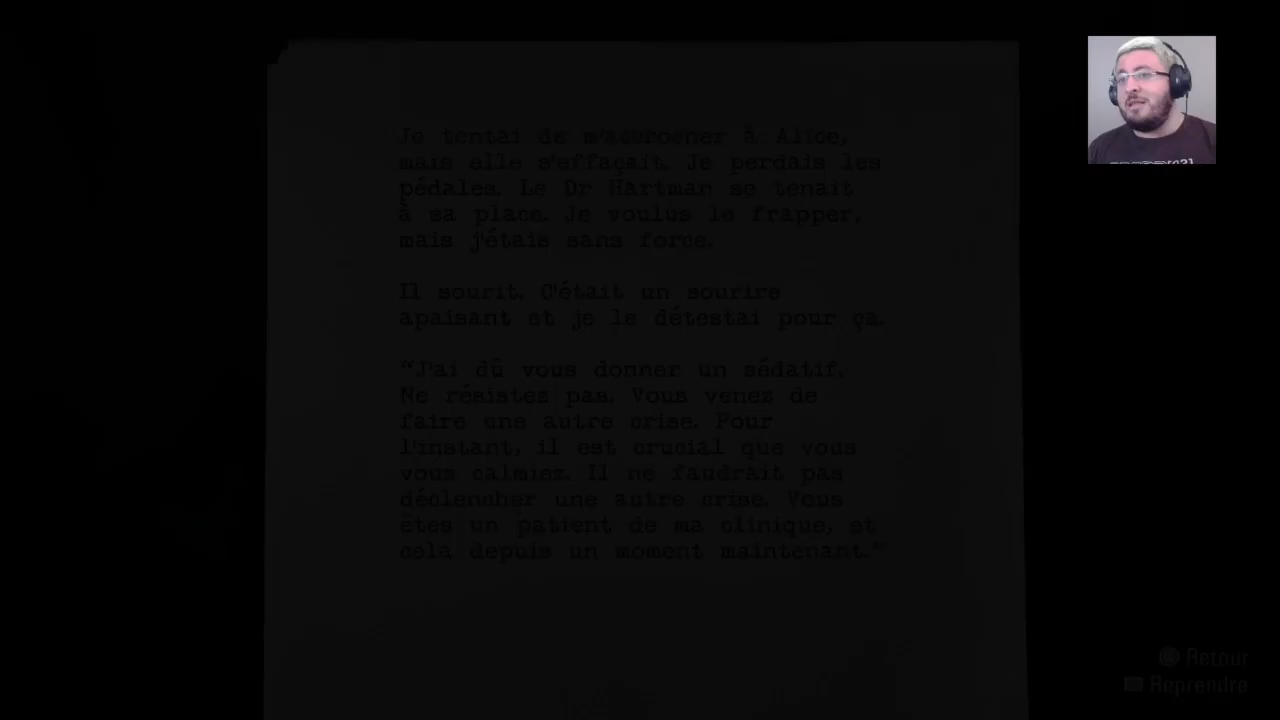 Je tentai de m'accrocher à Alice,
mais elle s'effaçait. Je perdais les
pédales. Le Dr Hartman se tenait
à sa place. Je voulus le frapper,
mais j'étais sans force.
Il sourit. C'était un sourire
apaisant et je le détestai pour ça.
“J'ai dû vous donner un sédatif.
Ne résistez pas. Vous venez de
faire une autre crise. Pour
l'instant, il est crucial que vous
vous calmiez. Il ne faudrait pas
déclencher une autre crise. Vous
êtes un patient de ma clinique, et
cela depuis un moment maintenant.”
Retour
Reprendre